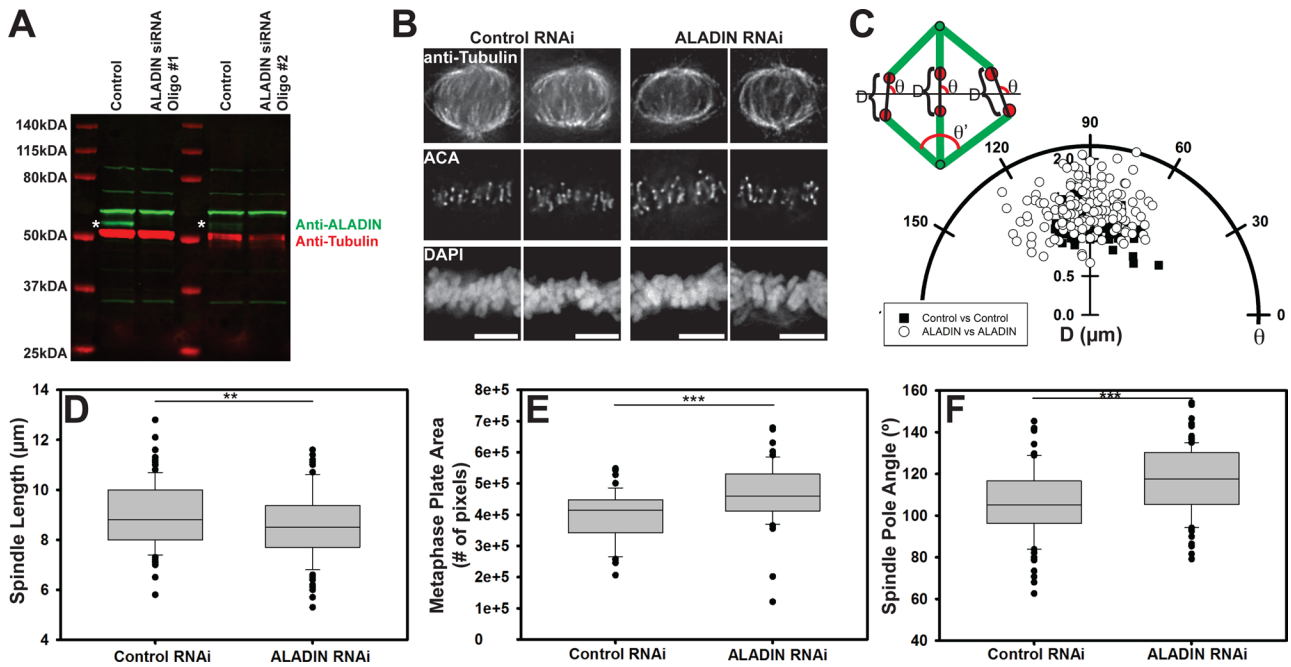 A
Control
ALADIN siRNA
Oligo #1
Control
ALADIN siRNA
Oligo #2
140kDA
115kDA
80kDA
50kDA
37kDA
25kDA
*
*
Anti-ALADIN
Anti-Tubulin
B
Control RNAi
ALADIN RNAi
anti-Tubulin
ACA
DAPI
C
D
θ
D
θ
D
θ
θ'
150
120
90
60
30
0
2.0
0.5
0.0
D (µm)
θ
Control vs Control
ALADIN vs ALADIN
D
**
Spindle Length (µm)
14
12
10
8
6
4
Control RNAi
ALADIN RNAi
E
***
Metaphase Plate Area
(# of pixels)
8e+5
7e+5
6e+5
5e+5
4e+5
3e+5
2e+5
1e+5
0
Control RNAi
ALADIN RNAi
F
***
Spindle Pole Angle (º)
160
140
120
100
80
60
40
Control RNAi
ALADIN RNAi